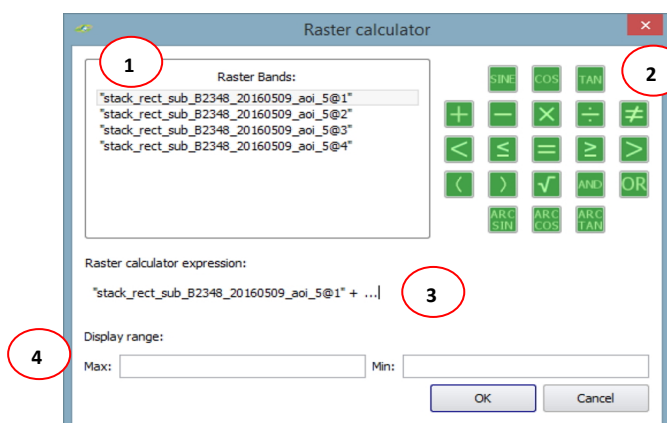 Raster calculator
1
2
Raster Bands:
"stack_rect_sub_B2348_20160509_aoi_5@1"
"stack_rect_sub_B2348_20160509_aoi_5@2"
"stack_rect_sub_B2348_20160509_aoi_5@3"
"stack_rect_sub_B2348_20160509_aoi_5@4"
SINE COS TAN
+ − × ÷ ≠
< ≤ = ≥ >
( ) √ AND OR
ARC SIN ARC COS ARC TAN
Raster calculator expression:
"stack_rect_sub_B2348_20160509_aoi_5@1" + ...
3
Display range:
4
Max: Min:
OK Cancel